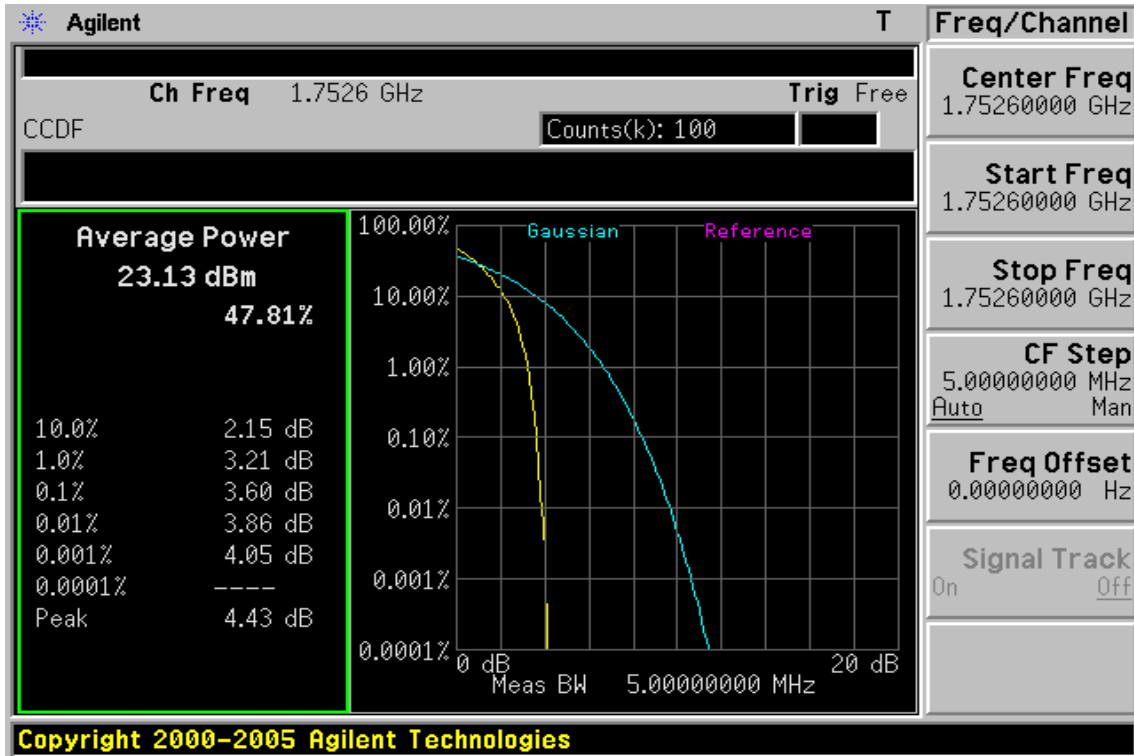 Agilent T
Ch Freq 1.7526 GHz Trig Free
CCDF Counts(k): 100
Average Power
23.13 dBm
47.81%
10.0% 2.15 dB
1.0% 3.21 dB
0.1% 3.60 dB
0.01% 3.86 dB
0.001% 4.05 dB
0.0001% ----
Peak 4.43 dB
Gaussian Reference
100.00%
10.00%
1.00%
0.10%
0.01%
0.001%
0.0001%
0 dB 20 dB
Meas BW 5.00000000 MHz
Freq/Channel
Center Freq
1.75260000 GHz
Start Freq
1.75260000 GHz
Stop Freq
1.75260000 GHz
CF Step
5.00000000 MHz
Auto Man
Freq Offset
0.00000000 Hz
Signal Track
On Off
Copyright 2000-2005 Agilent Technologies